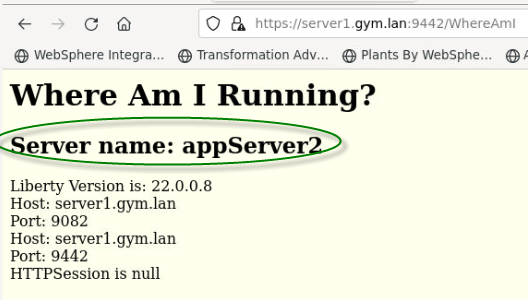 https://server1.gym.lan:9442/WhereAmI
WebSphere Integra... Transformation Adv... Plants By WebSphe...
Where Am I Running?
Server name: appServer2
Liberty Version is: 22.0.0.8
Host: server1.gym.lan
Port: 9082
Host: server1.gym.lan
Port: 9442
HTTPSession is null